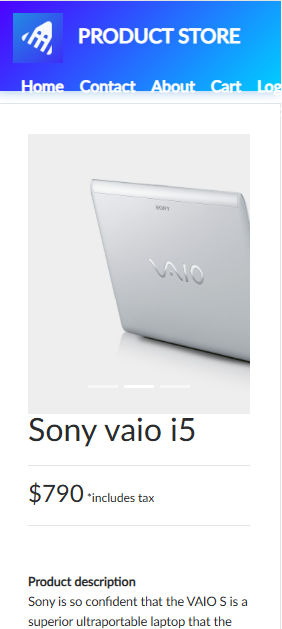 PRODUCT STORE
Home Contact About Cart Log
SONY
VAIO
Sony vaio i5
$790 *includes tax
Product description
Sony is so confident that the VAIO S is a
superior ultraportable laptop that the